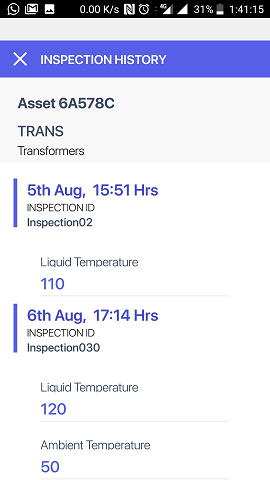 0.00 K/s 4G 31% 1:41:15
INSPECTION HISTORY
Asset 6A578C
TRANS
Transformers
5th Aug, 15:51 Hrs
INSPECTION ID
Inspection02
Liquid Temperature
110
6th Aug, 17:14 Hrs
INSPECTION ID
Inspection030
Liquid Temperature
120
Ambient Temperature
50